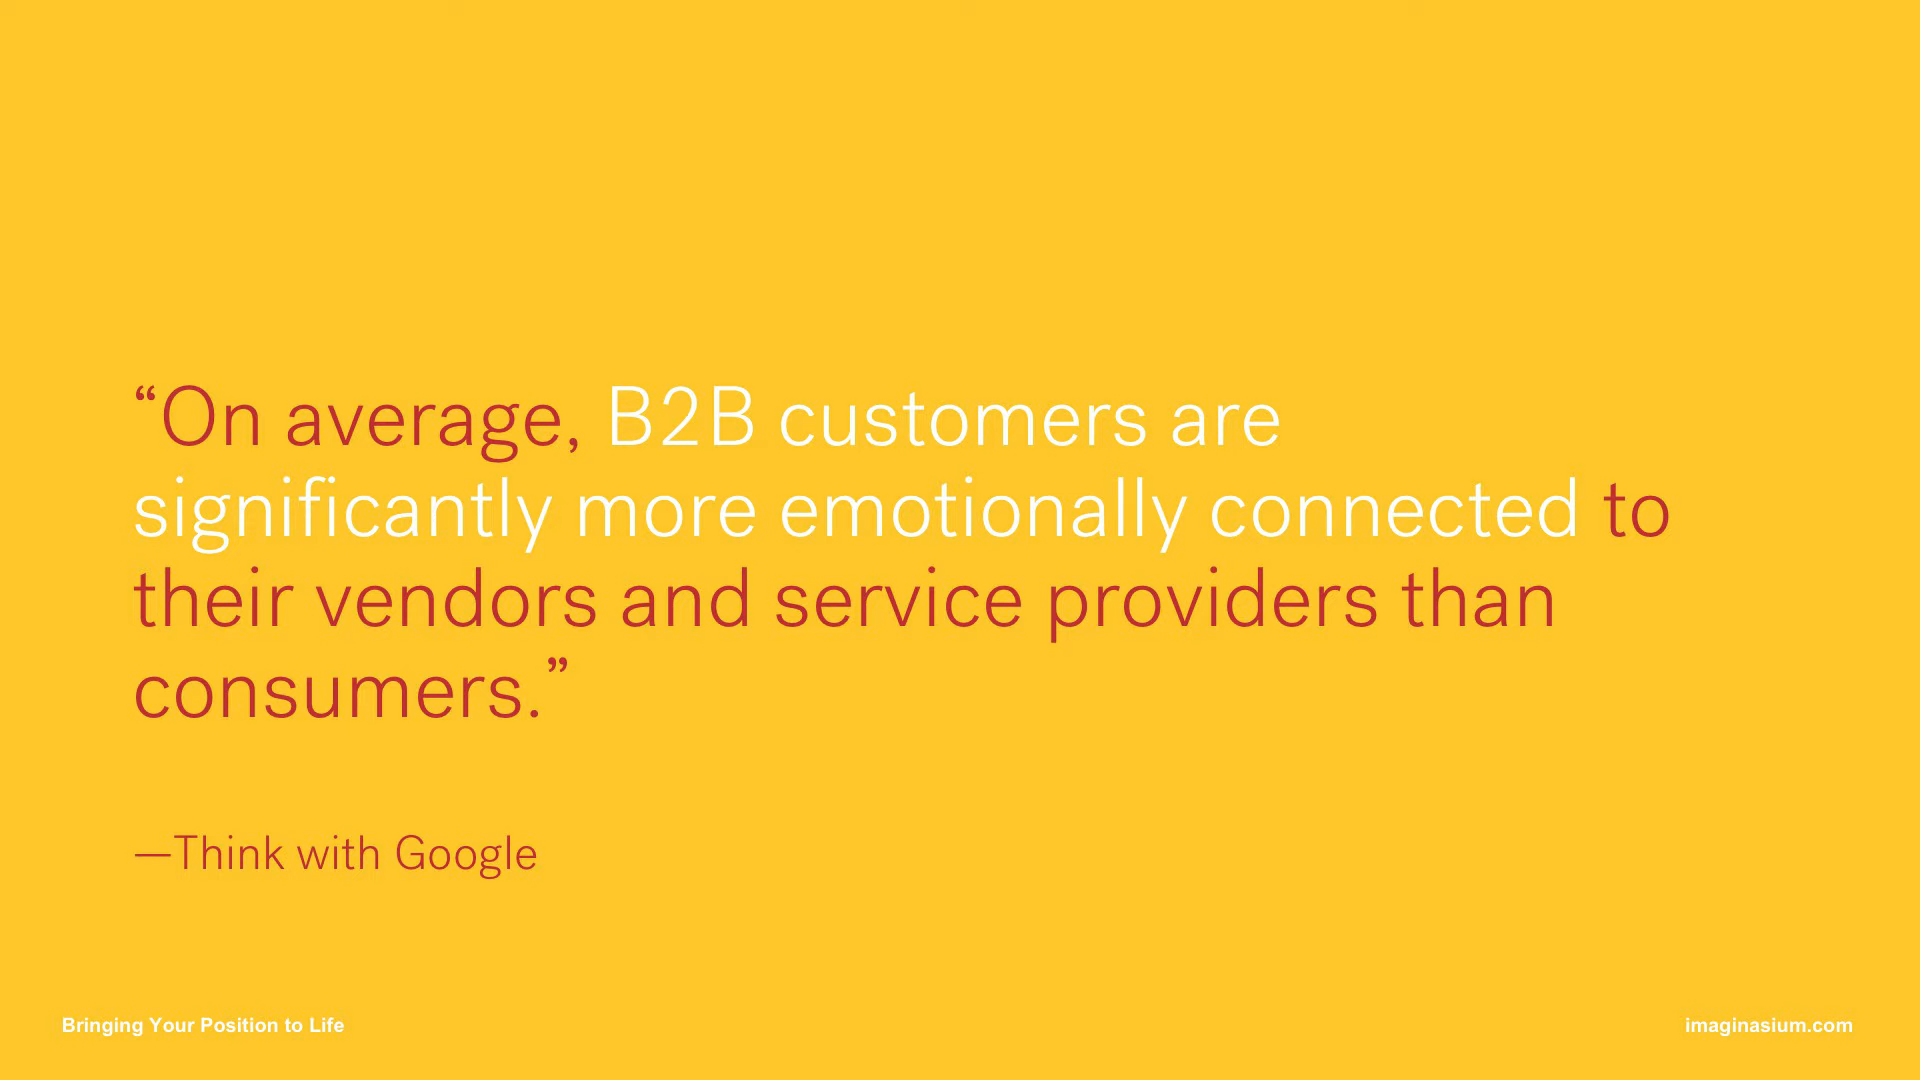 “On average, B2B customers are
significantly more emotionally connected to
their vendors and service providers than
consumers.”
—Think with Google
Bringing Your Position to Life
imaginasium.com